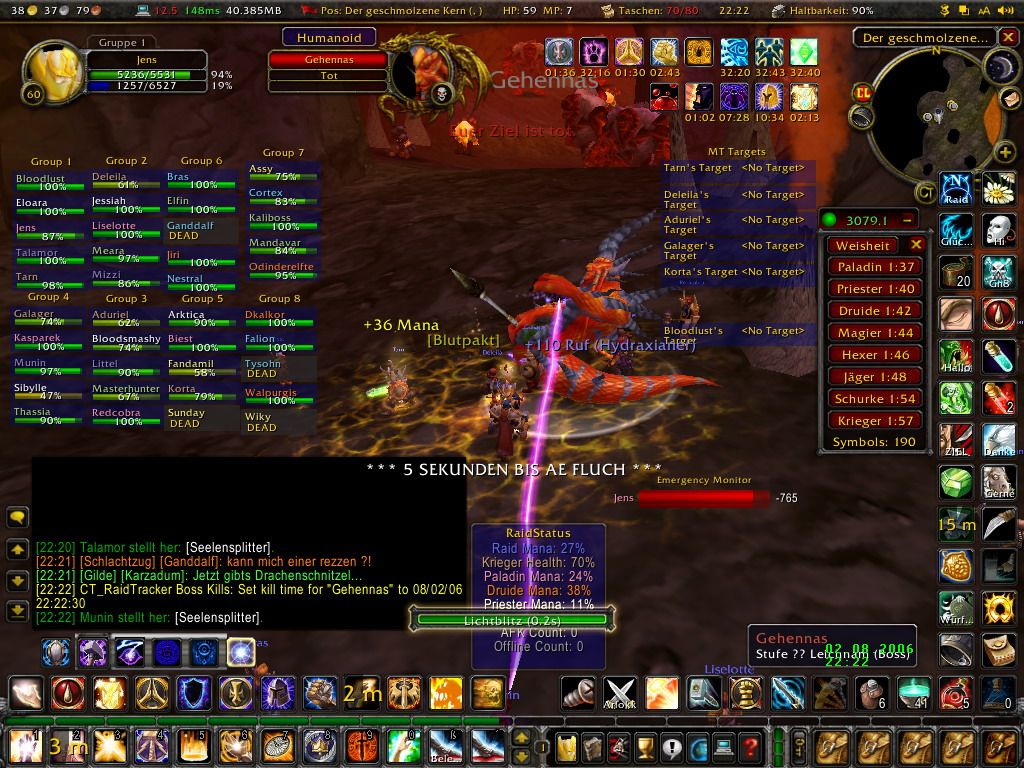 38 37 79 12.5 148ms 40.385MB Pos: Der geschmolzene Kern (, ) HP: 59 MP: 7 Taschen: 70/80 22:22 Haltbarkeit: 90%
Gruppe 1
Jens
5236/5531 94%
1257/6527 19%
60
Humanoid
Gehennas
Tot
Gehennas
Euer Ziel ist tot.
01:36 32:16 01:30 02:43 32:20 32:43 32:40
01:02 07:28 10:34 02:13
Der geschmolzene...
N
CL
CT
Group 1
Bloodlust
100%
Eloara
100%
Jens
87%
Talamor
100%
Tarn
98%
Group 2
Deleila
61%
Jessiah
100%
Liselotte
100%
Meara
97%
Mizzi
86%
Group 6
Bras
100%
Elfin
100%
Ganddalf
DEAD
Jiri
100%
Nestral
100%
Group 7
Assy
75%
Cortex
83%
Kaliboss
100%
Mandavar
84%
Odinderelfte
95%
Group 4
Galager
74%
Kasparek
100%
Munin
97%
Sibylle
47%
Thassia
90%
Group 3
Aduriel
62%
Bloodsmashy
74%
Littel
90%
Masterhunter
67%
Redcobra
100%
Group 5
Arktica
90%
Biest
100%
Fandamil
58%
Korta
79%
Sunday
DEAD
Group 8
Dkalkor
100%
Falion
100%
Tysohn
DEAD
Walpurgis
100%
Wiky
DEAD
MT Targets
Tarn's Target <No Target>
Deleila's Target <No Target>
Aduriel's Target <No Target>
Galager's Target <No Target>
Korta's Target <No Target>
Bloodlust's Target <No Target>
3079.1
Weisheit
Paladin 1:37
Priester 1:40
Druide 1:42
Magier 1:44
Hexer 1:46
Jäger 1:48
Schurke 1:54
Krieger 1:57
Symbols: 190
+36 Mana
[Blutpakt]
+110 Ruf (Hydraxianer)
Tarn
Deleila
*** 5 SEKUNDEN BIS AE FLUCH ***
Emergency Monitor
Jens -765
[22:20] Talamor stellt her: [Seelensplitter].
[22:21] [Schlachtzug] [Ganddalf]: kann mich einer rezzen ?!
[22:21] [Gilde] [Karzadum]: Jetzt gibts Drachenschnitzel...
[22:22] CT_RaidTracker Boss Kills: Set kill time for "Gehennas" to 08/02/06
22:22:30
[22:22] Munin stellt her: [Seelensplitter].
RaidStatus
Raid Mana: 27%
Krieger Health: 70%
Paladin Mana: 24%
Druide Mana: 38%
Priester Mana: 11%
Lichtblitz (0.2s)
AFK Count: 0
Offline Count: 0
Gehennas
Stufe ?? Leichnam (Boss)
02.08.2006
22:22
Liselotte
Raid
Glüc...
Hi
20
GnB
Hallo
2
ZIEL
Danke
Gerne
15 m
Würf...
2 m
Arlokk
6
41
5
0
3 m
Bele...